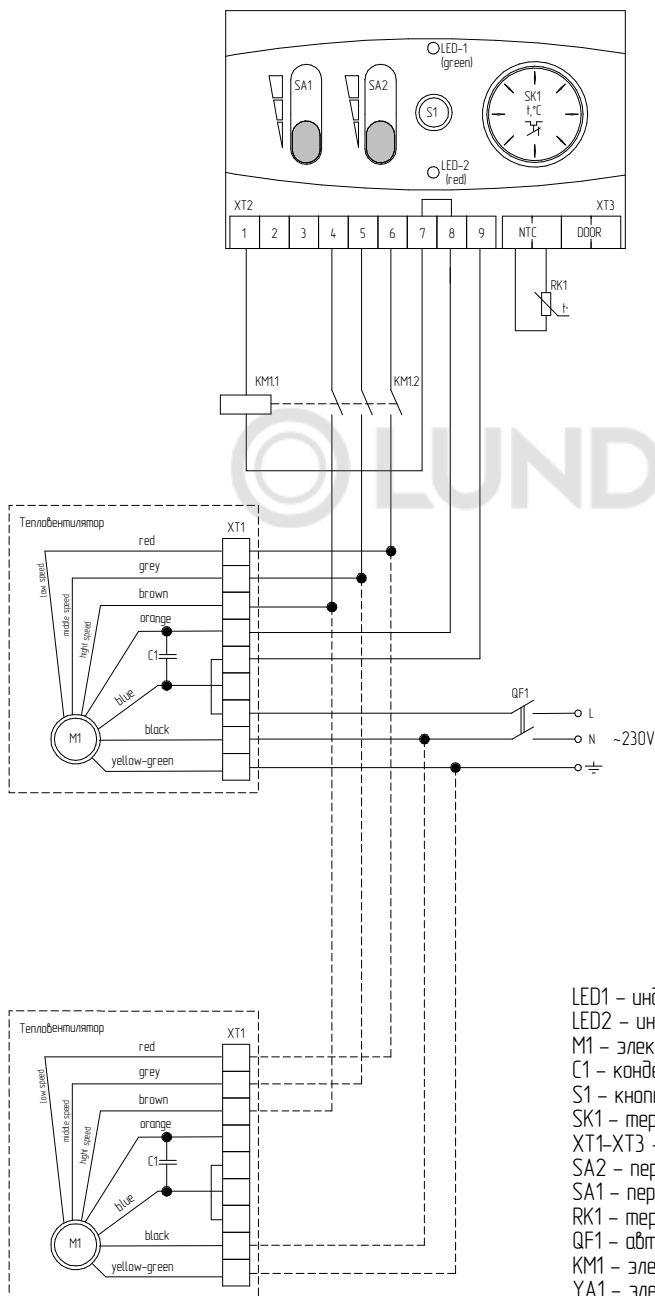 LED-1
(green)
SA1
SA2
S1
SK1
t,°C
LED-2
(red)
XT2
XT3
1 2 3 4 5 6 7 8 9 NTC DOOR
RK1
t°
KM1.1
KM1.2
LUND
Тепловентилятор
XT1
red
grey
brown
orange
low speed
middle speed
hight speed
C1
blue
M1
black
yellow-green
QF1
L
N ~230V
Тепловентилятор
XT1
red
grey
brown
orange
low speed
middle speed
hight speed
C1
blue
M1
black
yellow-green
LED1 – инд
LED2 – ин
M1 – элек
C1 – конде
S1 – кноп
SK1 – тер
XT1–XT3 –
SA2 – пер
SA1 – пер
RK1 – тер
QF1 – авт
KM1 – эле
YA1 – эле